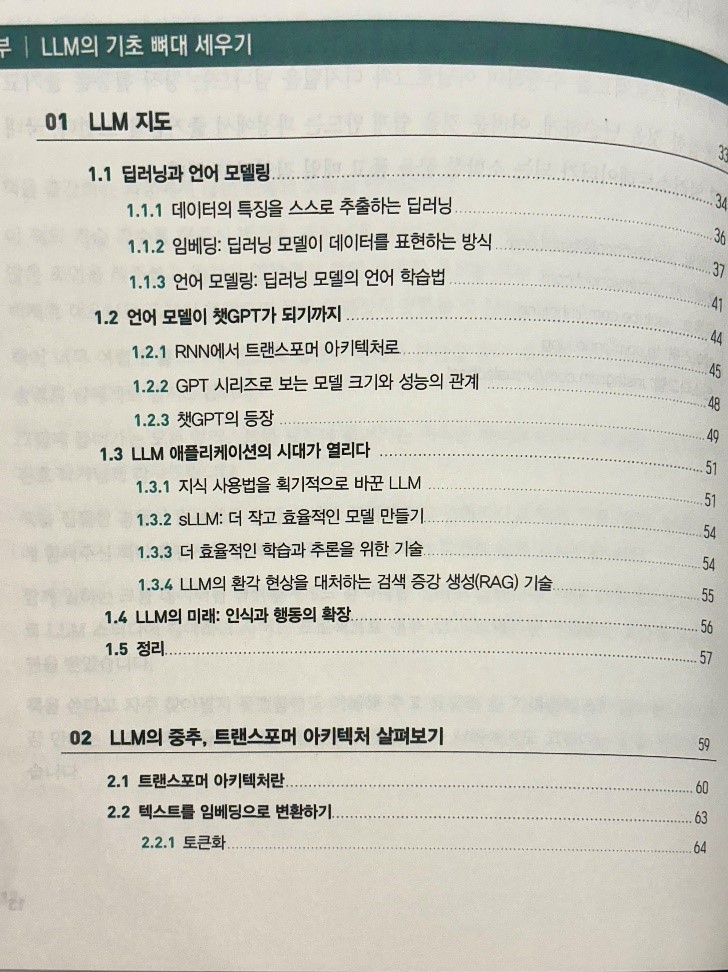 부 | LLM의 기초 뼈대 세우기
01 LLM 지도 33
1.1 딥러닝과 언어 모델링 34
1.1.1 데이터의 특징을 스스로 추출하는 딥러닝 36
1.1.2 임베딩: 딥러닝 모델이 데이터를 표현하는 방식 37
1.1.3 언어 모델링: 딥러닝 모델의 언어 학습법 41
1.2 언어 모델이 챗GPT가 되기까지 44
1.2.1 RNN에서 트랜스포머 아키텍처로 45
1.2.2 GPT 시리즈로 보는 모델 크기와 성능의 관계 48
1.2.3 챗GPT의 등장 49
1.3 LLM 애플리케이션의 시대가 열리다 51
1.3.1 지식 사용법을 획기적으로 바꾼 LLM 51
1.3.2 sLLM: 더 작고 효율적인 모델 만들기 54
1.3.3 더 효율적인 학습과 추론을 위한 기술 54
1.3.4 LLM의 환각 현상을 대처하는 검색 증강 생성(RAG) 기술 55
1.4 LLM의 미래: 인식과 행동의 확장 56
1.5 정리 57
02 LLM의 중추, 트랜스포머 아키텍처 살펴보기 59
2.1 트랜스포머 아키텍처란 60
2.2 텍스트를 임베딩으로 변환하기 63
2.2.1 토큰화 64